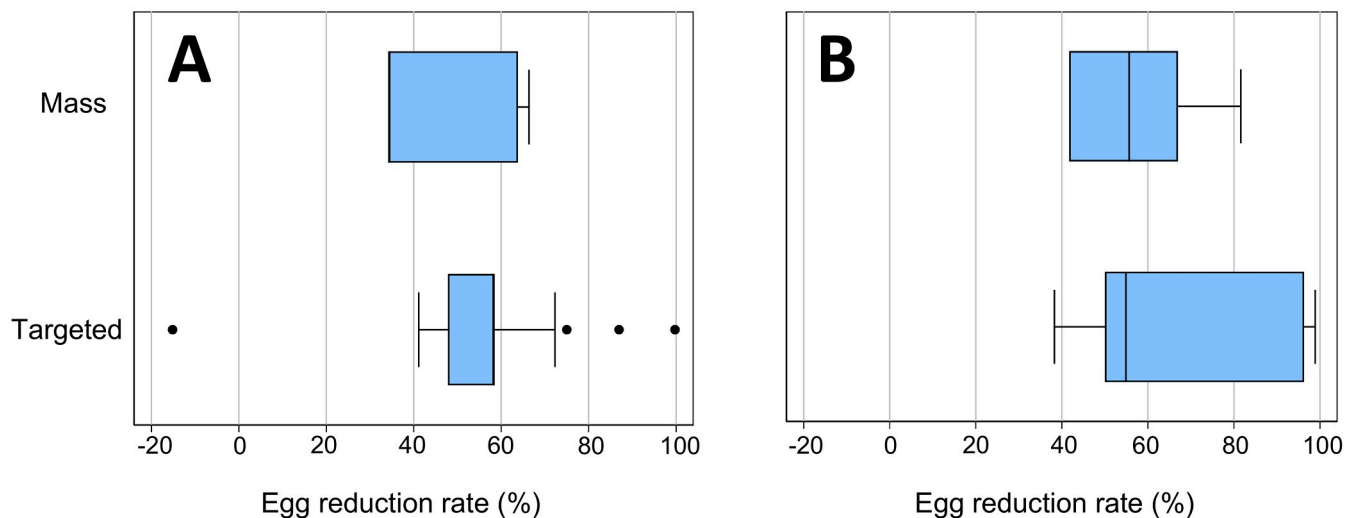 A
B
Mass
Targeted
-20 0 20 40 60 80 100
-20 0 20 40 60 80 100
Egg reduction rate (%)
Egg reduction rate (%)